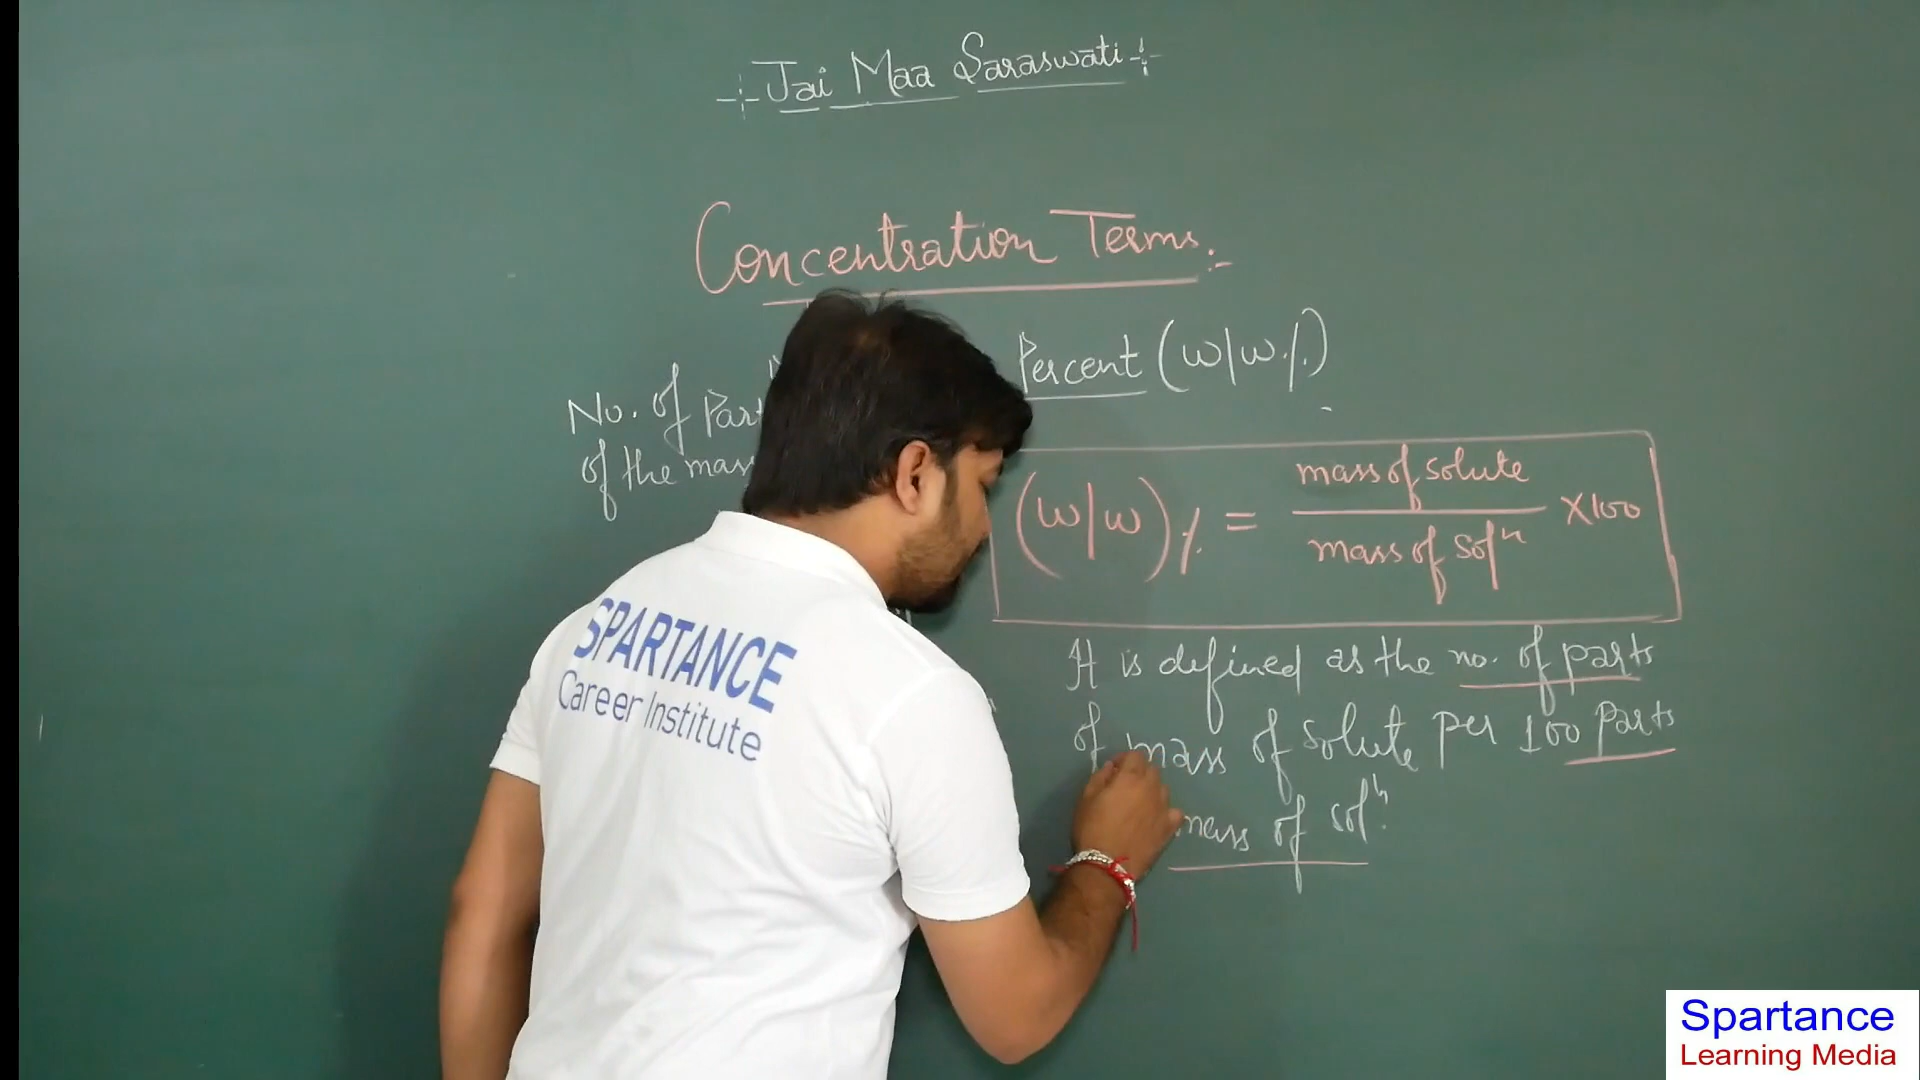 Jai Maa Saraswati
Concentration Terms:-
Percent (w/w%)
No. of Part
of the mas
(w/w)% = mass of solute / mass of solⁿ ×100
It is defined as the no. of parts
of mass of solute per 100 parts
mass of solⁿ.
SPARTANCE
Career Institute
Spartance
Learning Media